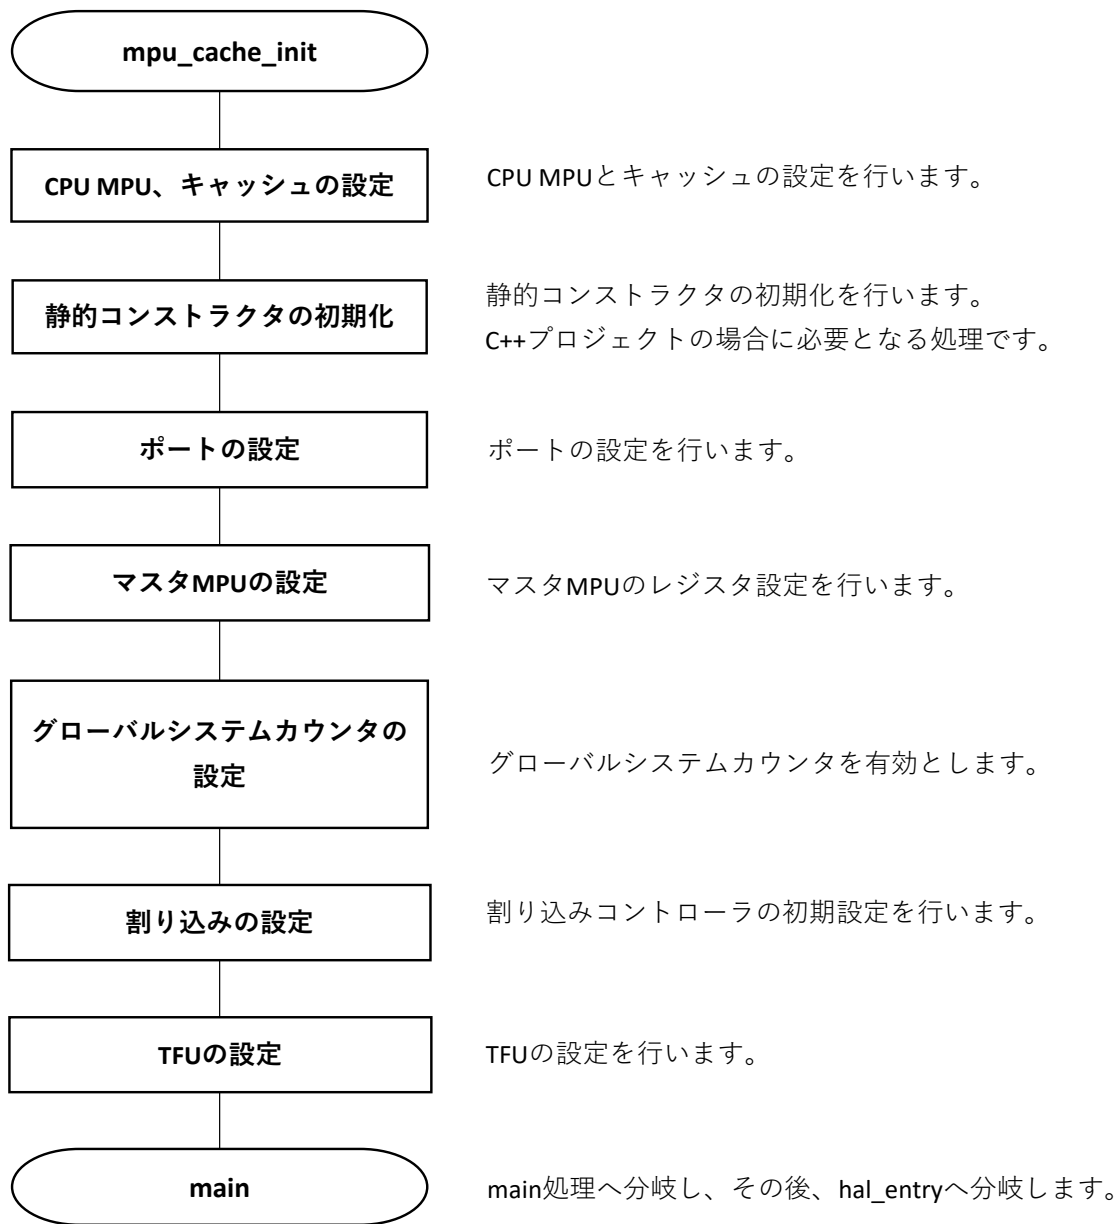 mpu_cache_init
CPU MPU、キャッシュの設定
CPU MPUとキャッシュの設定を行います。
静的コンストラクタの初期化
静的コンストラクタの初期化を行います。
C++プロジェクトの場合に必要となる処理です。
ポートの設定
ポートの設定を行います。
マスタMPUの設定
マスタMPUのレジスタ設定を行います。
グローバルシステムカウンタの
設定
グローバルシステムカウンタを有効とします。
割り込みの設定
割り込みコントローラの初期設定を行います。
TFUの設定
TFUの設定を行います。
main
main処理へ分岐し、その後、hal_entryへ分岐します。